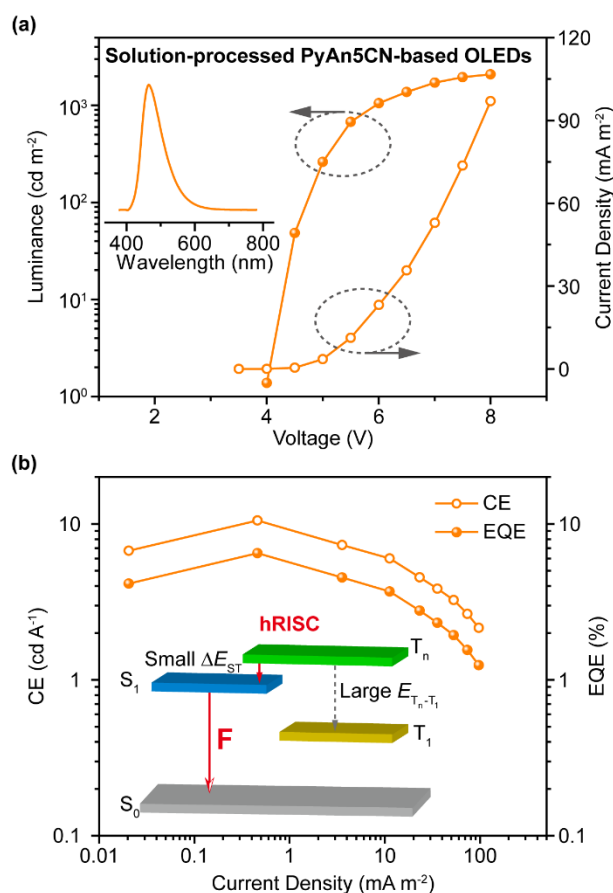 (a)
Solution-processed PyAn5CN-based OLEDs
Luminance (cd m⁻²)
10³
10²
10¹
10⁰
400 600 800
Wavelength (nm)
120
90
60
30
0
Current Density (mA m⁻²)
2 4 6 8
Voltage (V)
(b)
CE
EQE
CE (cd A⁻¹)
10
1
0.1
hRISC
Small ΔE_ST
T_n
S_1
Large E_Tn-T1
F
T_1
S_0
10
1
0.1
EQE (%)
0.01 0.1 1 10 100
Current Density (mA m⁻²)